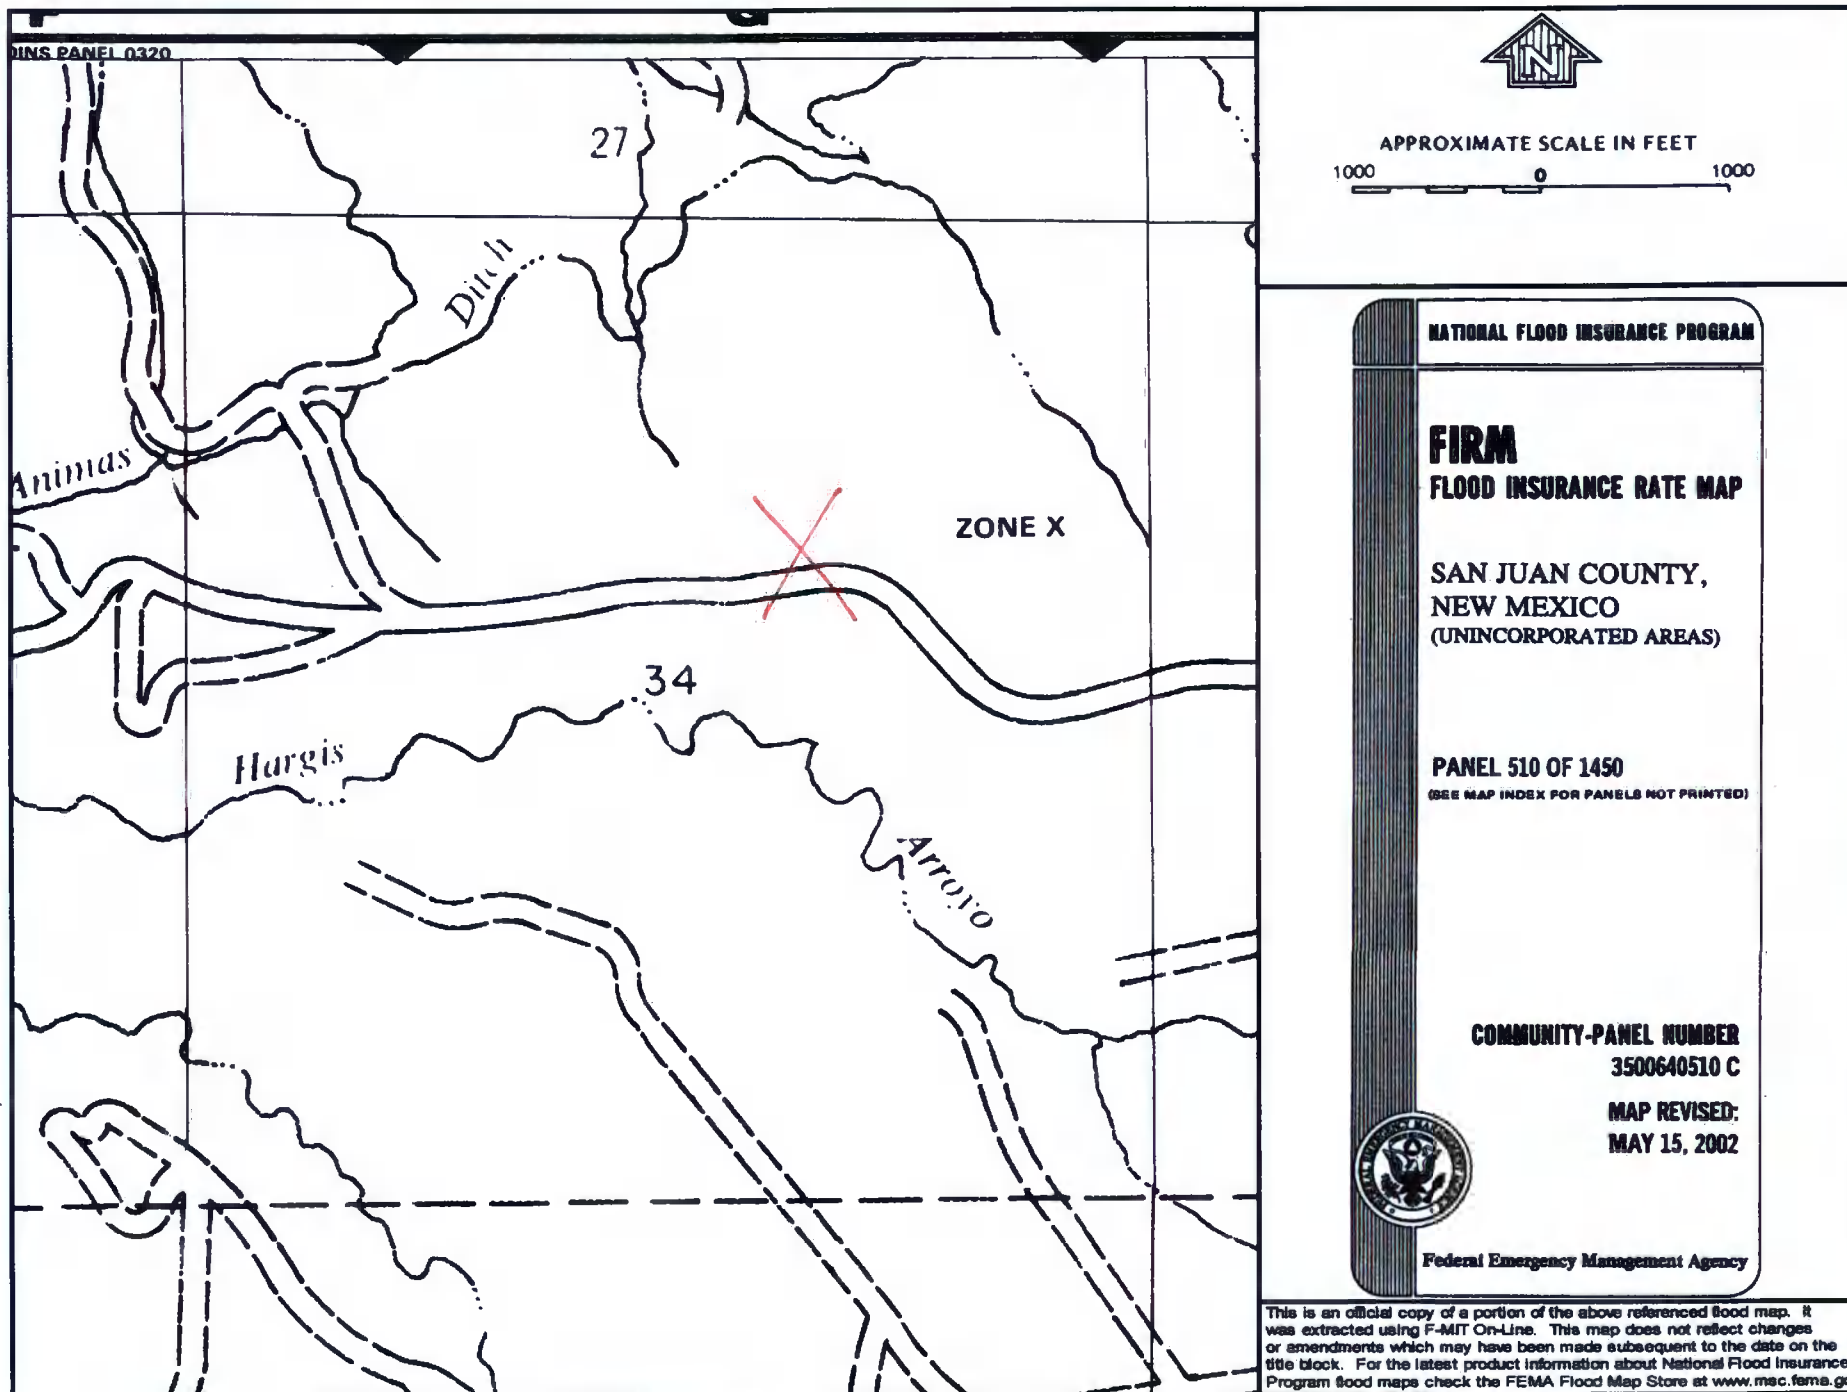 G
JOINS PANEL 0320
27
Ditch
Animas
ZONE X
34
Hargis
Arroyo
N
APPROXIMATE SCALE IN FEET
1000 0 1000
NATIONAL FLOOD INSURANCE PROGRAM
FIRM
FLOOD INSURANCE RATE MAP
SAN JUAN COUNTY,
NEW MEXICO
(UNINCORPORATED AREAS)
PANEL 510 OF 1450
(SEE MAP INDEX FOR PANELS NOT PRINTED)
COMMUNITY-PANEL NUMBER
3500640510 C
MAP REVISED:
MAY 15, 2002
Federal Emergency Management Agency
This is an official copy of a portion of the above referenced flood map. It
was extracted using F-MIT On-Line. This map does not reflect changes
or amendments which may have been made subsequent to the date on the
title block. For the latest product information about National Flood Insurance
Program flood maps check the FEMA Flood Map Store at www.msc.fema.g